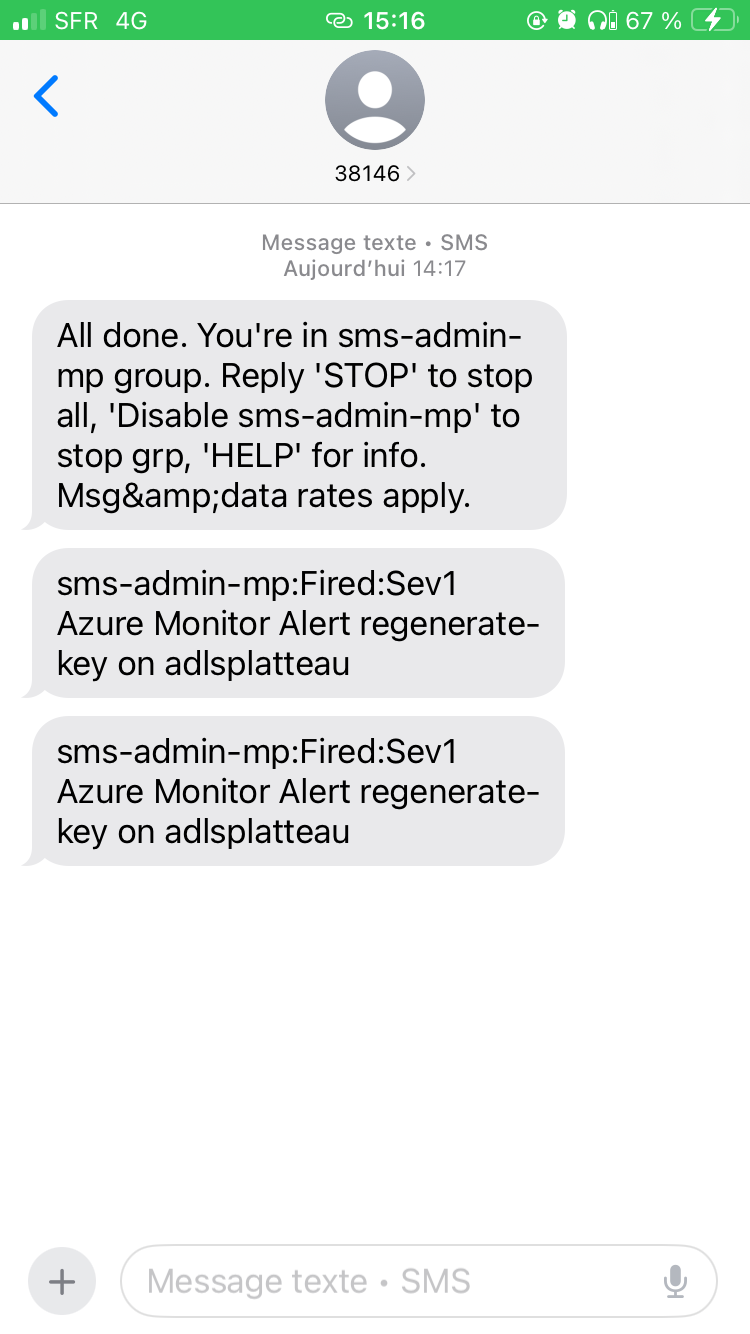 SFR 4G 15:16 67 %
38146
Message texte • SMS
Aujourd’hui 14:17
All done. You're in sms-admin-
mp group. Reply 'STOP' to stop
all, 'Disable sms-admin-mp' to
stop grp, 'HELP' for info.
Msg&amp;data rates apply.
sms-admin-mp:Fired:Sev1
Azure Monitor Alert regenerate-
key on adlsplatteau
sms-admin-mp:Fired:Sev1
Azure Monitor Alert regenerate-
key on adlsplatteau
Message texte • SMS